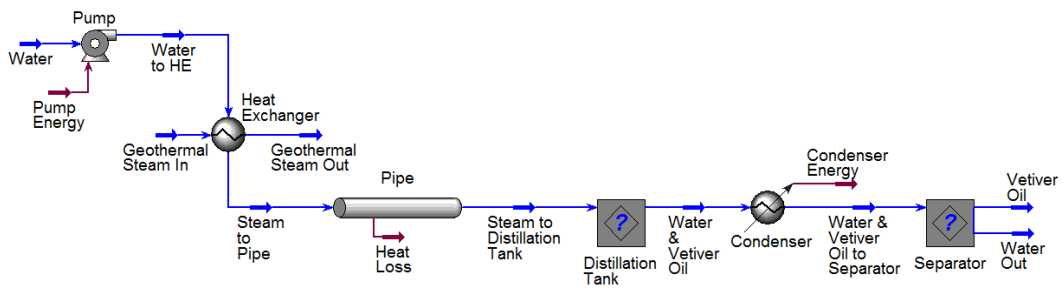 Pump
Water
Water
to HE
Pump
Energy
Heat
Exchanger
Geothermal
Steam In
Geothermal
Steam Out
Steam
to
Pipe
Pipe
Heat
Loss
Steam to
Distillation
Tank
?
Distillation
Tank
Water
&
Vetiver
Oil
Condenser
Energy
Condenser
Water &
Vetiver
Oil to
Separator
?
Separator
Vetiver
Oil
Water
Out